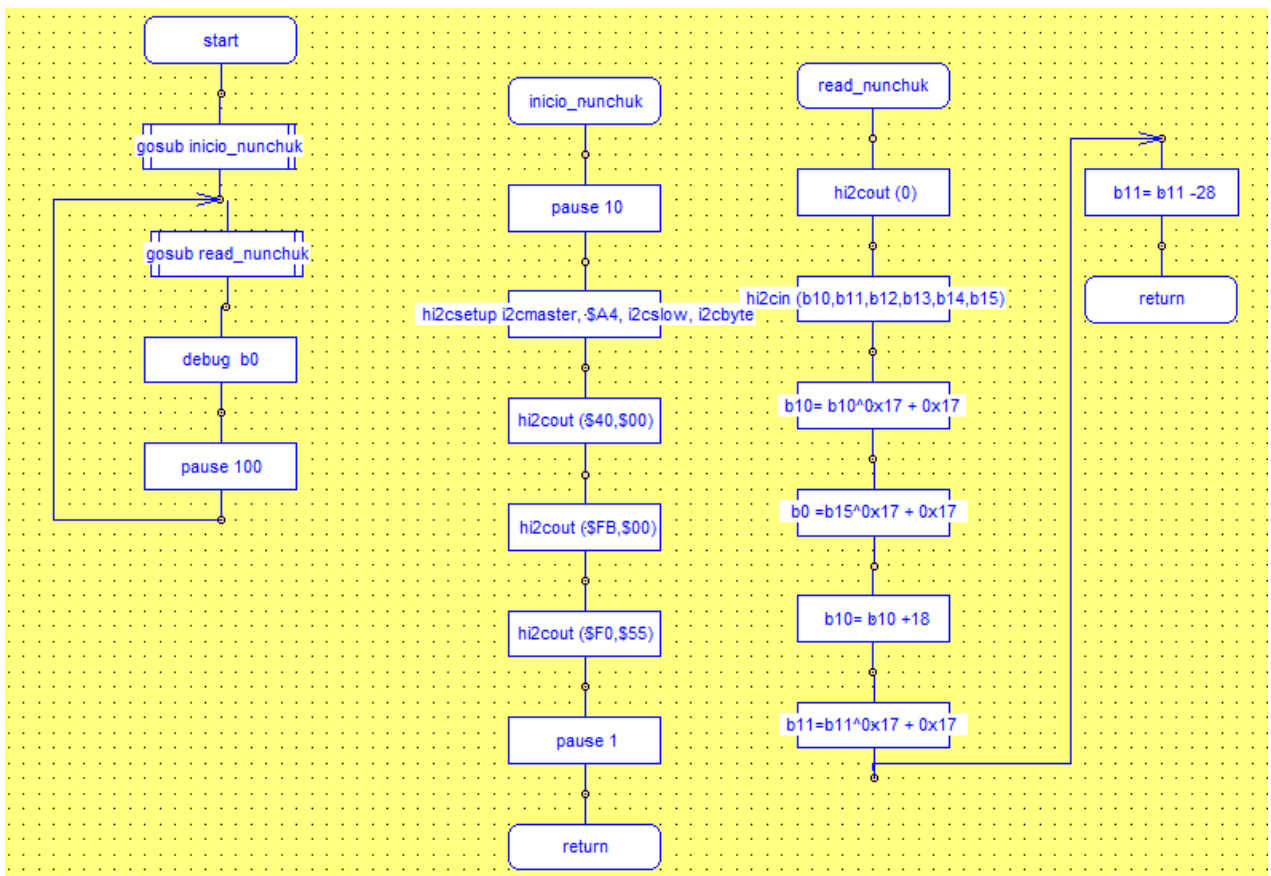 start
gosub inicio_nunchuk
gosub read_nunchuk
debug b0
pause 100
inicio_nunchuk
pause 10
hi2csetup i2cmaster, $A4, i2cslow, i2cbyte
hi2cout ($40,$00)
hi2cout ($FB,$00)
hi2cout ($F0,$55)
pause 1
return
read_nunchuk
hi2cout (0)
hi2cin (b10,b11,b12,b13,b14,b15)
b10= b10^0x17 + 0x17
b0 =b15^0x17 + 0x17
b10= b10 +18
b11=b11^0x17 + 0x17
b11= b11 -28
return